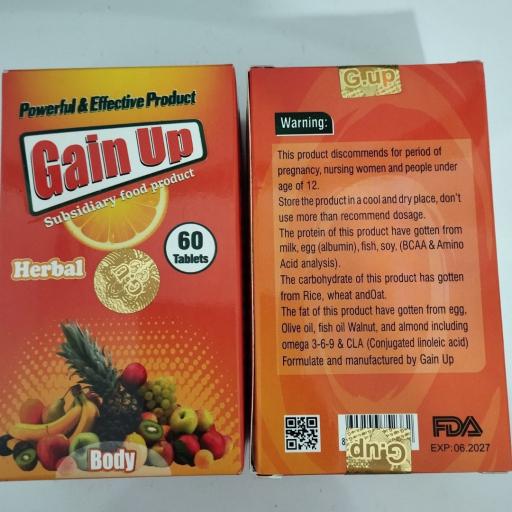 Powerful & Effective Product
Gain Up
Subsidiary food product
60
Tablets
Herbal
Body
G.up
Warning:
This product discommends for period of
pregnancy, nursing women and people under
age of 12.
Store the product in a cool and dry place, don't
use more than recommend dosage.
The protein of this product have gotten from
milk, egg (albumin), fish, soy, (BCAA & Amino
Acid analysis).
The carbohydrate of this product has gotten
from Rice, wheat andOat.
The fat of this product have gotten from egg,
Olive oil, fish oil Walnut, and almond including
omega 3-6-9 & CLA (Conjugated linoleic acid)
Formulate and manufactured by Gain Up
8
G.up
FDA
EXP: 06.2027